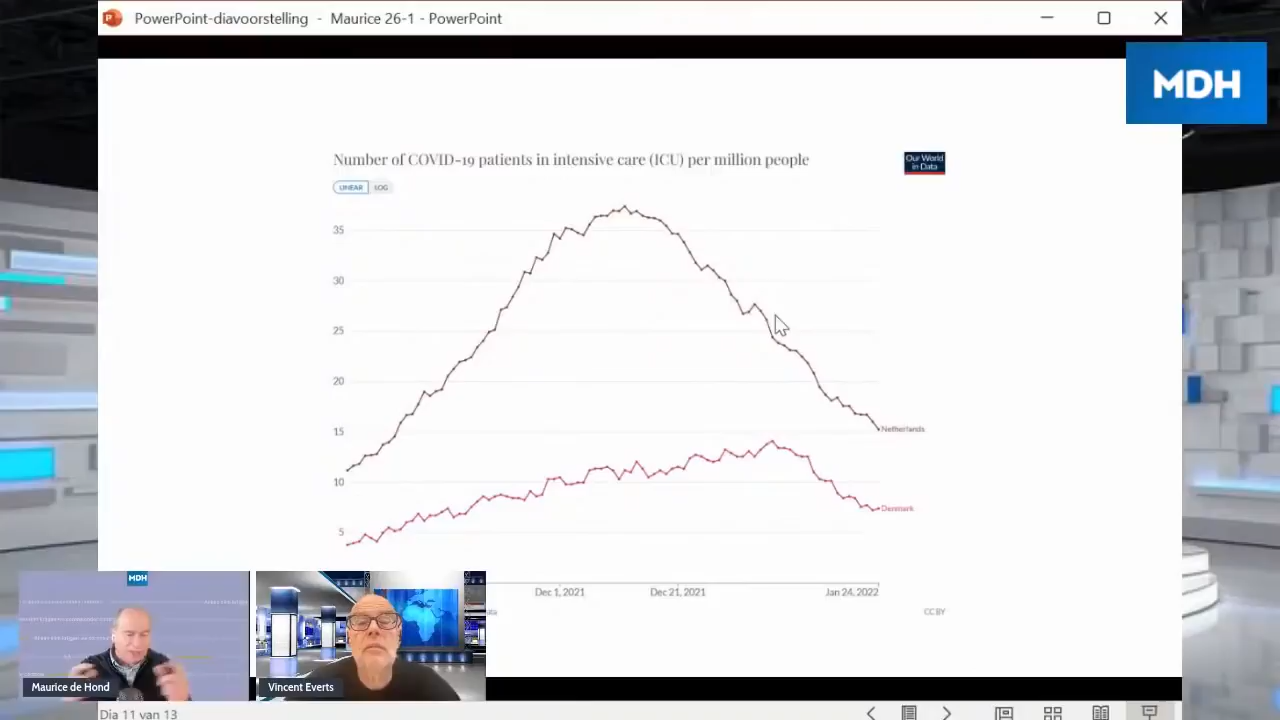 PowerPoint-diavoorstelling - Maurice 26-1 - PowerPoint
MDH
Number of COVID-19 patients in intensive care (ICU) per million people
Our World
in Data
LINEAR
LOG
35
30
25
20
15
10
5
Netherlands
Denmark
Dec 1, 2021
Dec 21, 2021
Jan 24, 2022
CC BY
MDH
Maurice de Hond
Vincent Everts
Dia 11 van 13